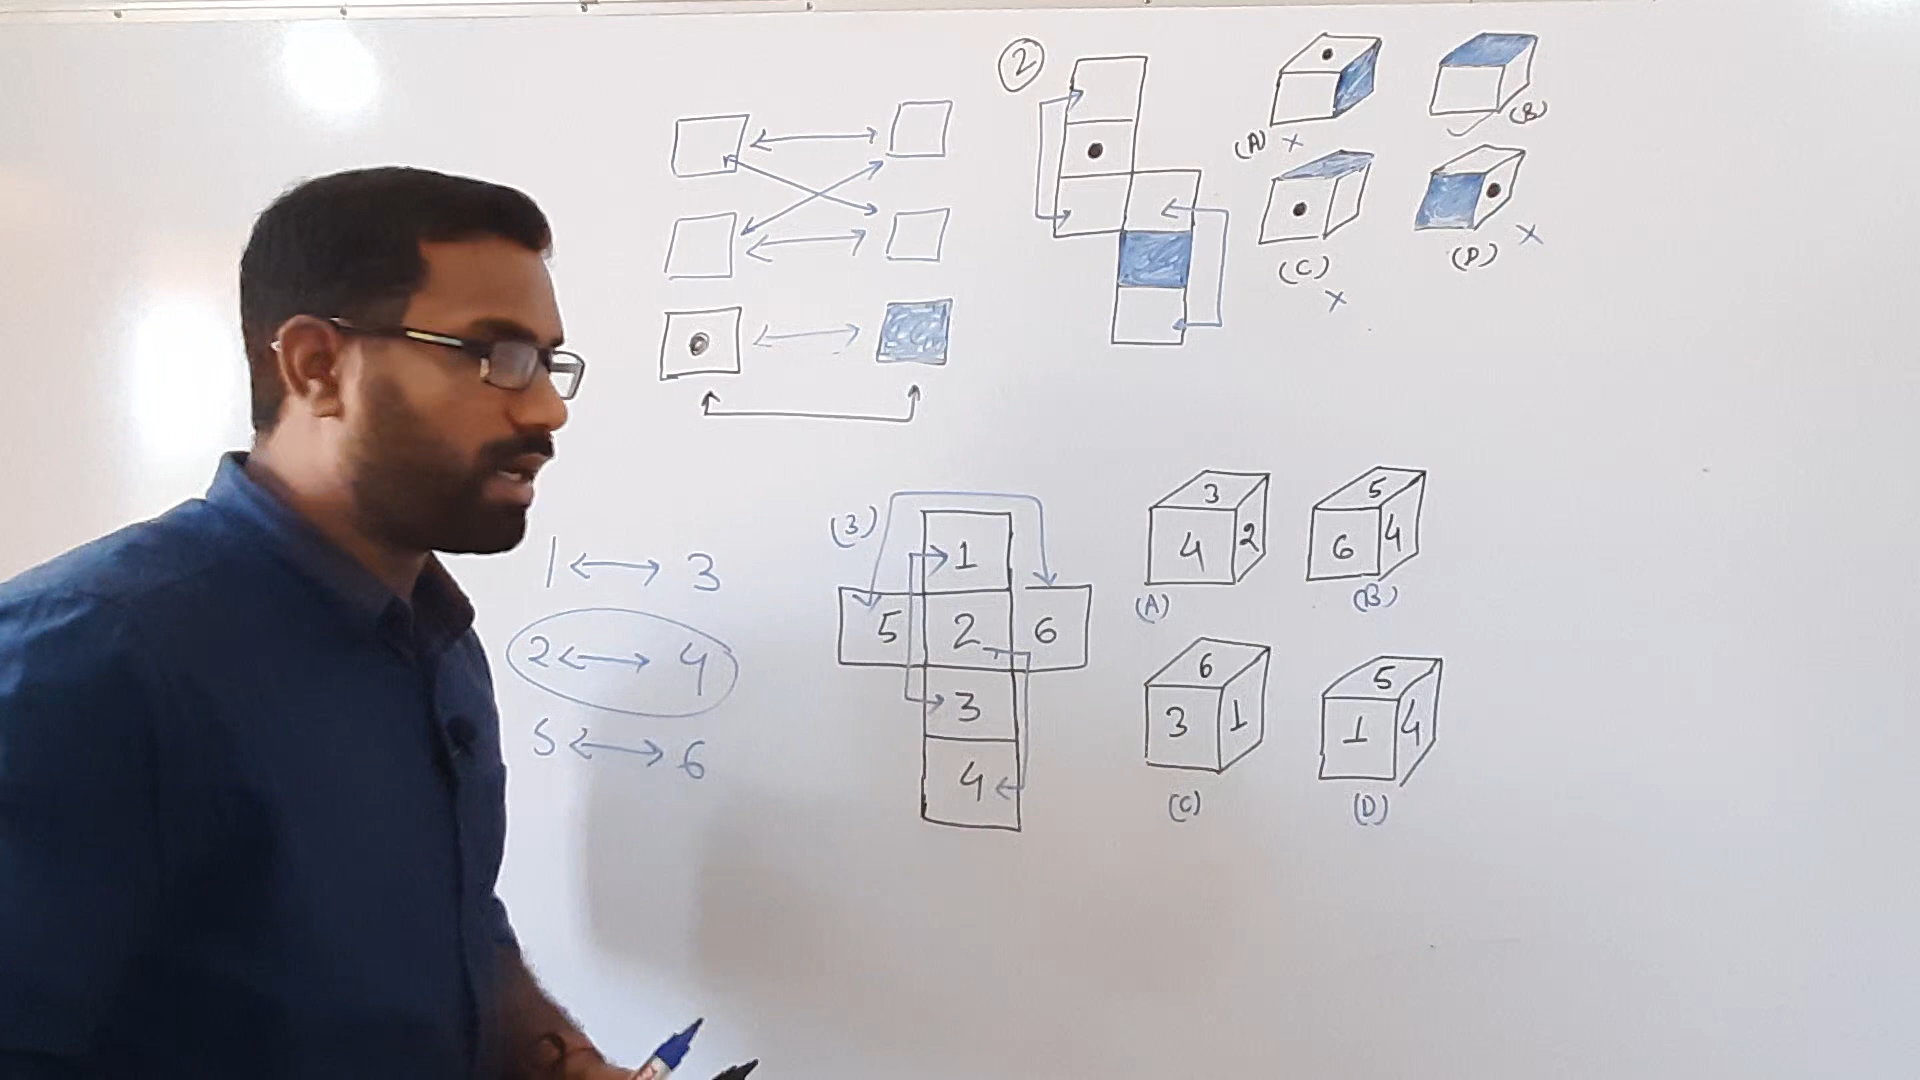 2
(A) ×
(B)
(C)
×
(D) ×
1 ↔ 3
2 ↔ 4
5 ↔ 6
(3)
1
5 2 6
3
4
3
4 2
(A)
5
6 4
(B)
6
3 1
(C)
5
1 4
(D)